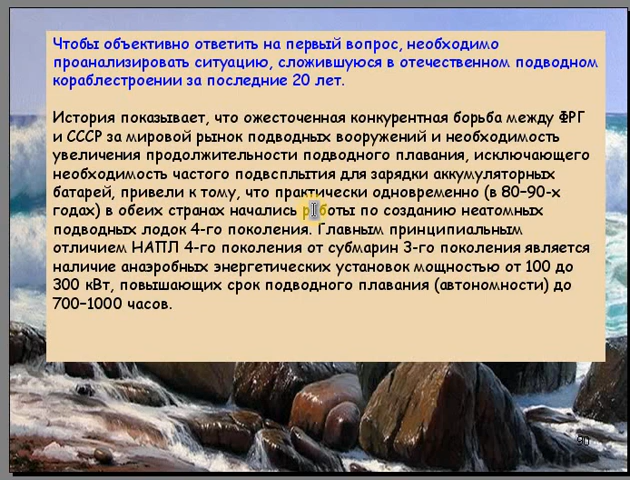 Чтобы объективно ответить на первый вопрос, необходимо
проанализировать ситуацию, сложившуюся в отечественном подводном
кораблестроении за последние 20 лет.
История показывает, что ожесточенная конкурентная борьба между ФРГ
и СССР за мировой рынок подводных вооружений и необходимость
увеличения продолжительности подводного плавания, исключающего
необходимость частого подвсплытия для зарядки аккумуляторных
батарей, привели к тому, что практически одновременно (в 80–90-х
годах) в обеих странах начались работы по созданию неатомных
подводных лодок 4-го поколения. Главным принципиальным
отличием НАПЛ 4-го поколения от субмарин 3-го поколения является
наличие анаэробных энергетических установок мощностью от 100 до
300 кВт, повышающих срок подводного плавания (автономности) до
700–1000 часов.
90